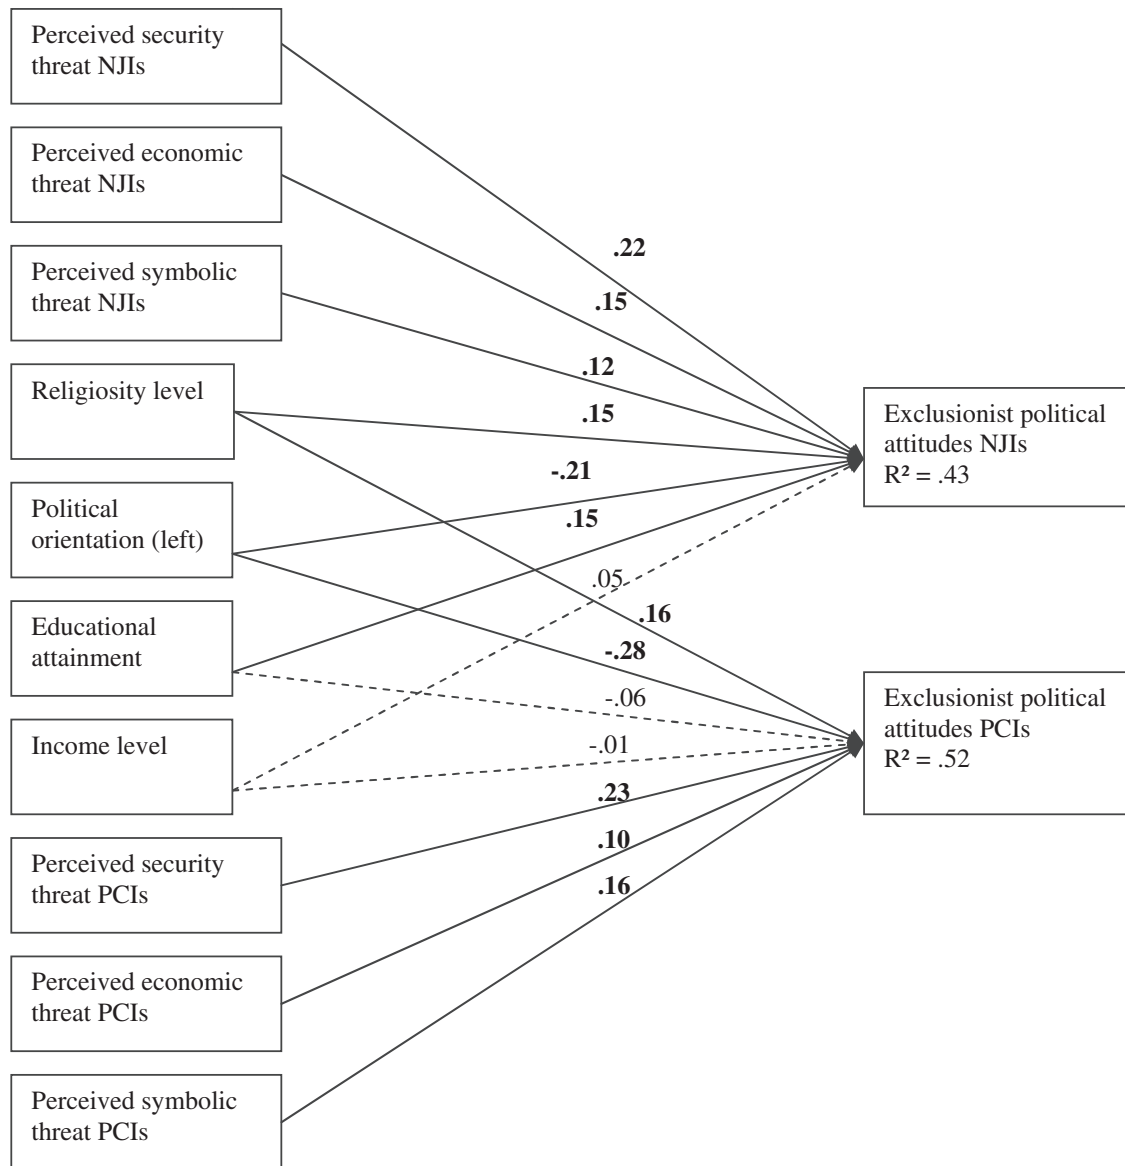 Perceived security
threat NJIs
Perceived economic
threat NJIs
Perceived symbolic
threat NJIs
Religiosity level
Political
orientation (left)
Educational
attainment
Income level
Perceived security
threat PCIs
Perceived economic
threat PCIs
Perceived symbolic
threat PCIs
.22
.15
.12
.15
-.21
.15
.05
.16
-.28
-.06
-.01
.23
.10
.16
Exclusionist political
attitudes NJIs
R² = .43
Exclusionist political
attitudes PCIs
R² = .52